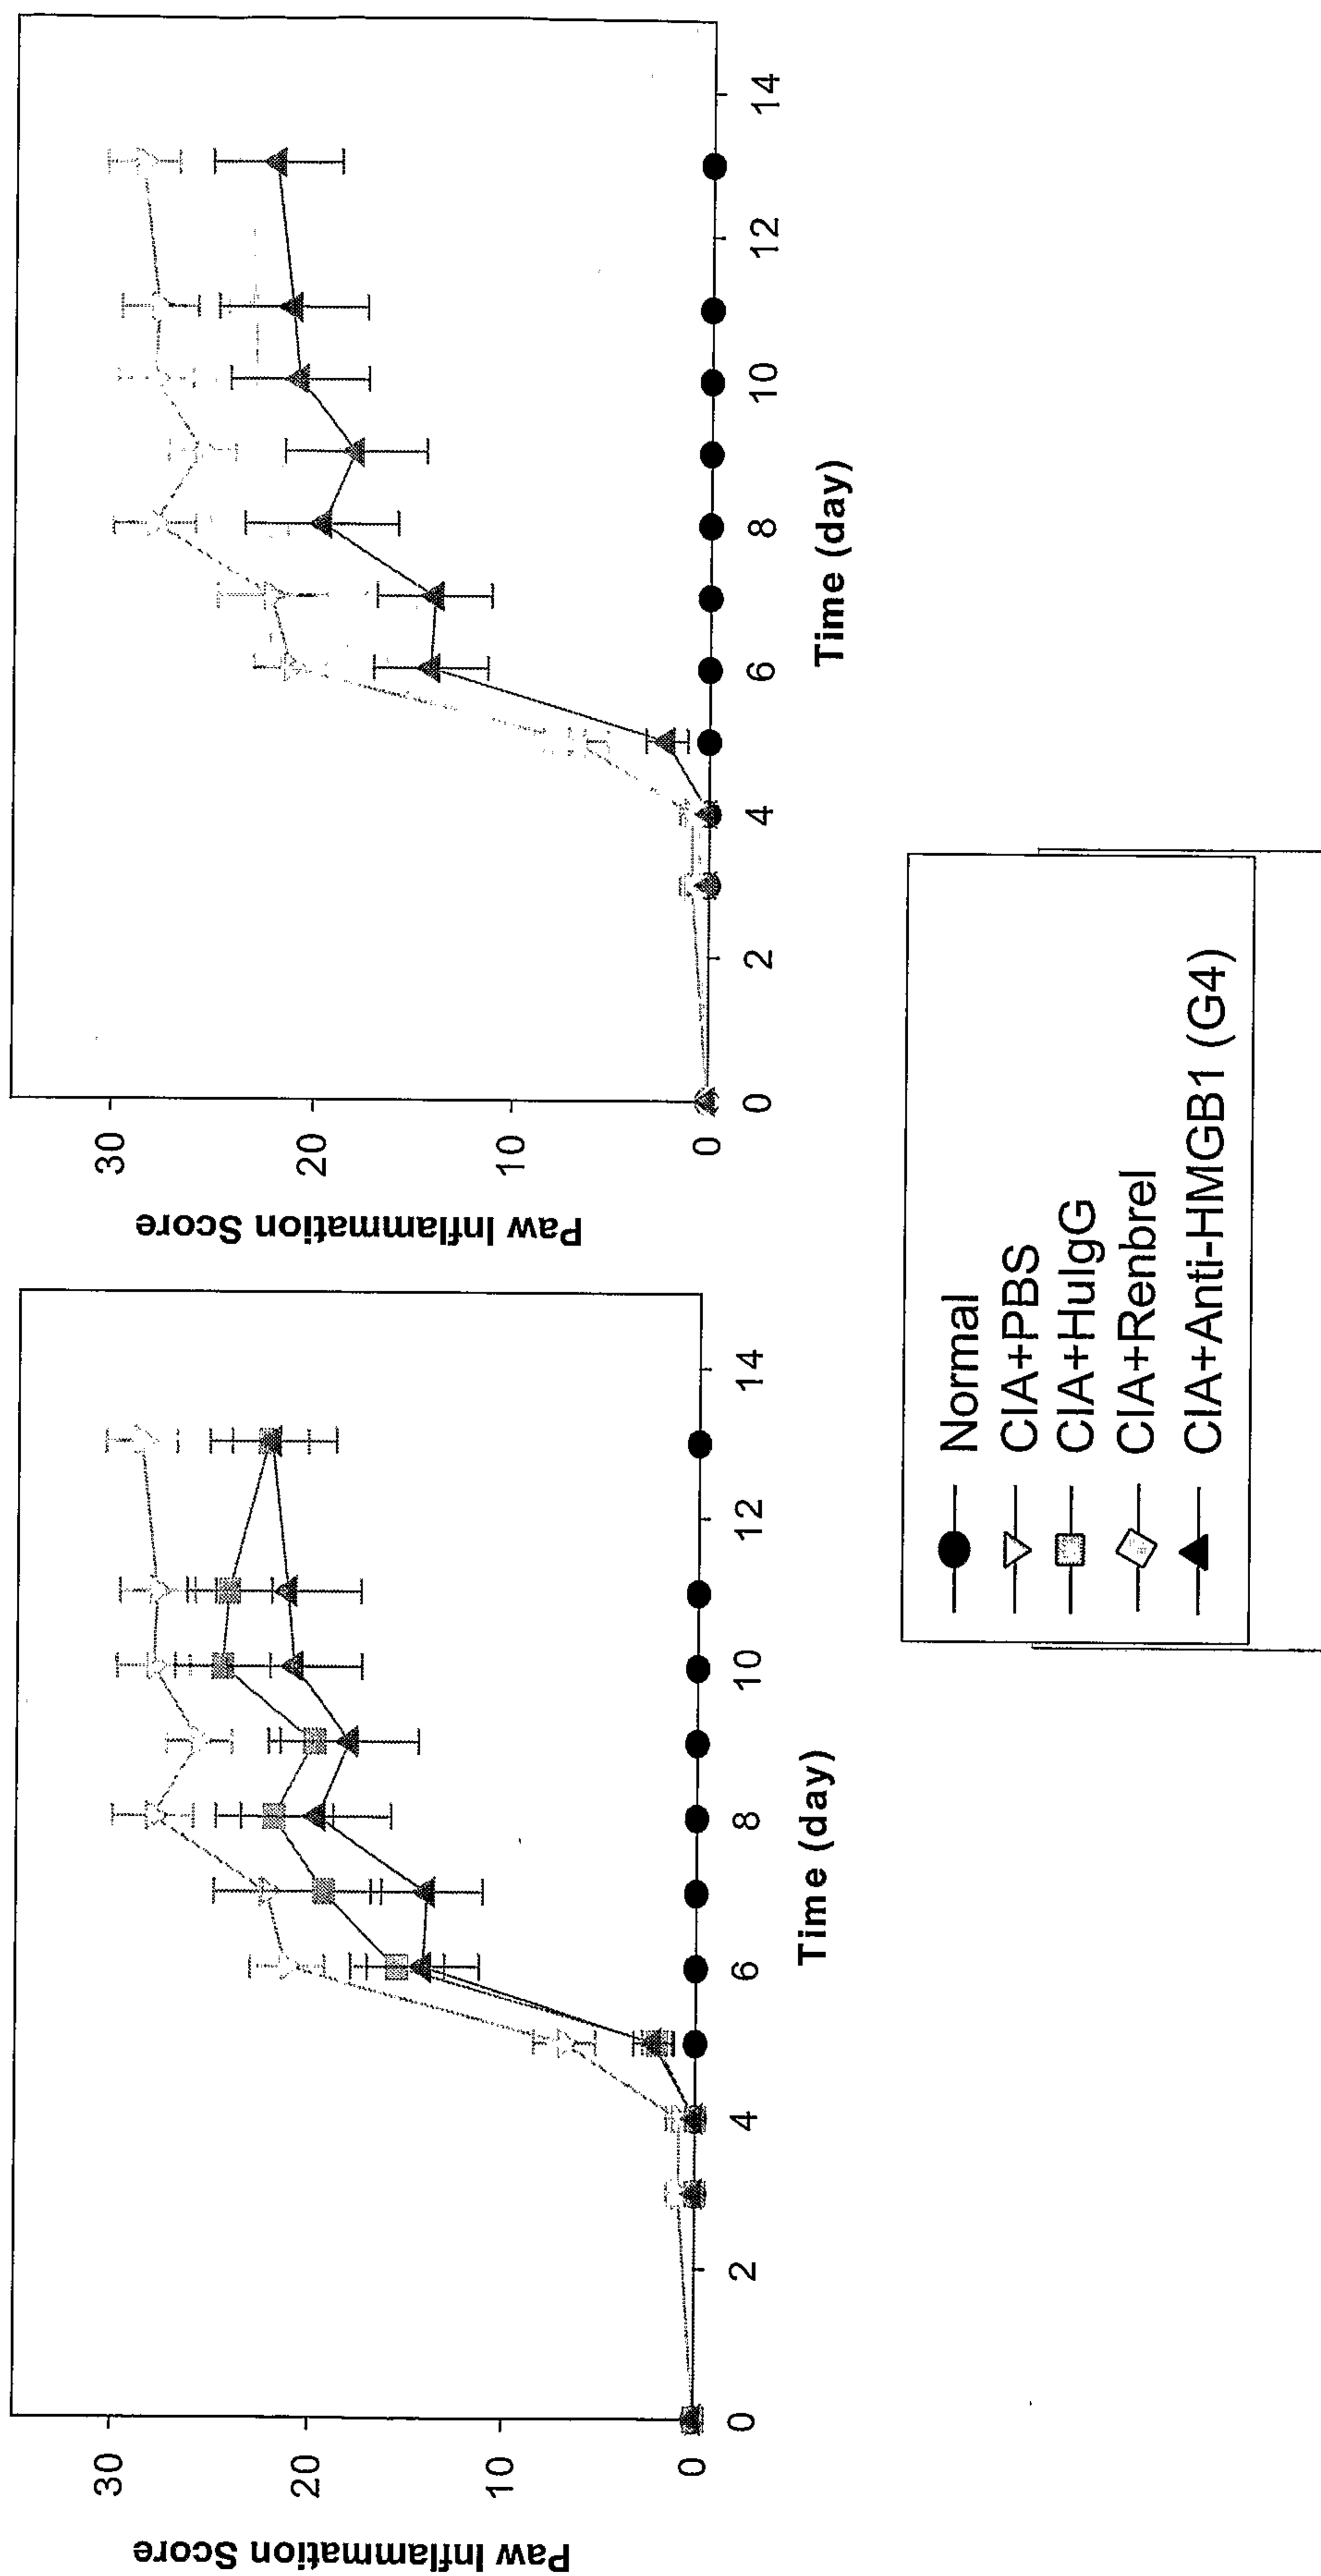 Paw Inflammation Score
30
20
10
0
0
2
4
6
8
10
12
14
Time (day)
Paw Inflammation Score
30
20
10
0
0
2
4
6
8
10
12
14
Time (day)
Normal
CIA+PBS
CIA+HuIgG
CIA+Renbrel
CIA+Anti-HMGB1 (G4)